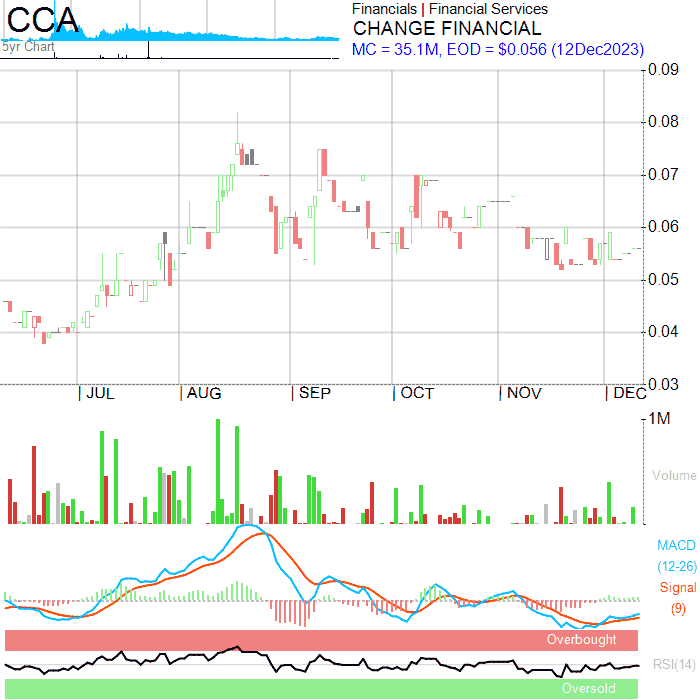 CCA
5yr Chart
Financials | Financial Services
CHANGE FINANCIAL
MC = 35.1M, EOD = $0.056 (12Dec2023)
0.09
0.08
0.07
0.06
0.05
0.04
0.03
| JUL | AUG | SEP | OCT | NOV | DEC
1M
Volume
MACD
(12-26)
Signal
(9)
Overbought
RSI(14)
Oversold